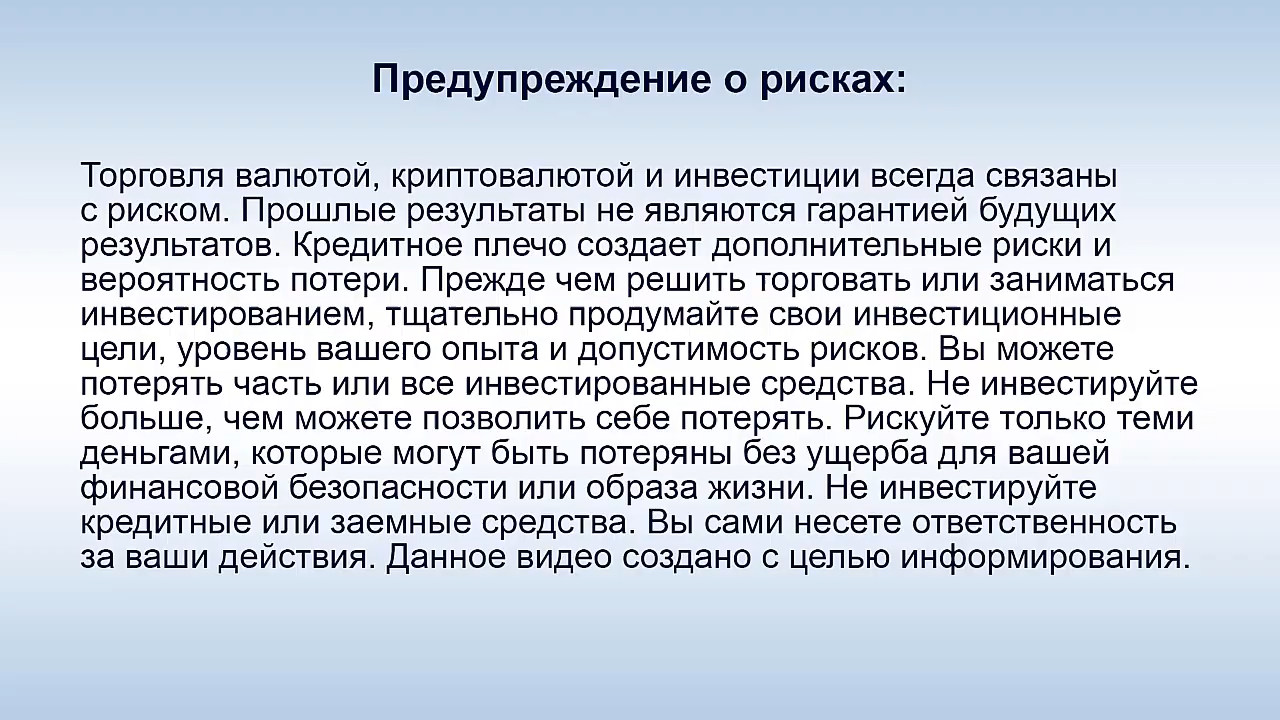 Предупреждение о рисках:
Торговля валютой, криптовалютой и инвестиции всегда связаны
с риском. Прошлые результаты не являются гарантией будущих
результатов. Кредитное плечо создает дополнительные риски и
вероятность потери. Прежде чем решить торговать или заниматься
инвестированием, тщательно продумайте свои инвестиционные
цели, уровень вашего опыта и допустимость рисков. Вы можете
потерять часть или все инвестированные средства. Не инвестируйте
больше, чем можете позволить себе потерять. Рискуйте только теми
деньгами, которые могут быть потеряны без ущерба для вашей
финансовой безопасности или образа жизни. Не инвестируйте
кредитные или заемные средства. Вы сами несете ответственность
за ваши действия. Данное видео создано с целью информирования.